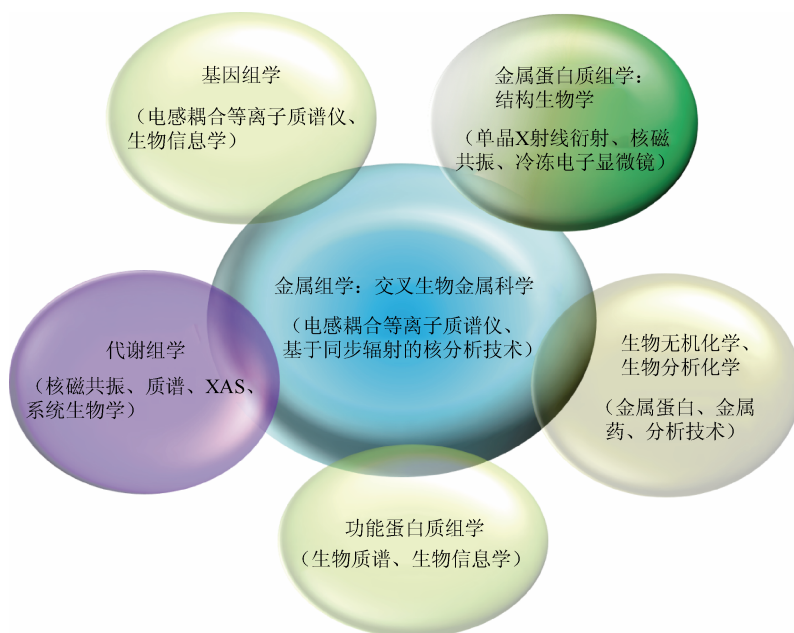 基因组学
（电感耦合等离子质谱仪、
生物信息学）
金属蛋白质组学：
结构生物学
（单晶X射线衍射、核磁
共振、冷冻电子显微镜）
金属组学：交叉生物金属科学
（电感耦合等离子质谱仪、
基于同步辐射的核分析技术）
代谢组学
（核磁共振、质谱、XAS、
系统生物学）
生物无机化学、
生物分析化学
（金属蛋白、金属
药、分析技术）
功能蛋白质组学
（生物质谱、生物信息学）